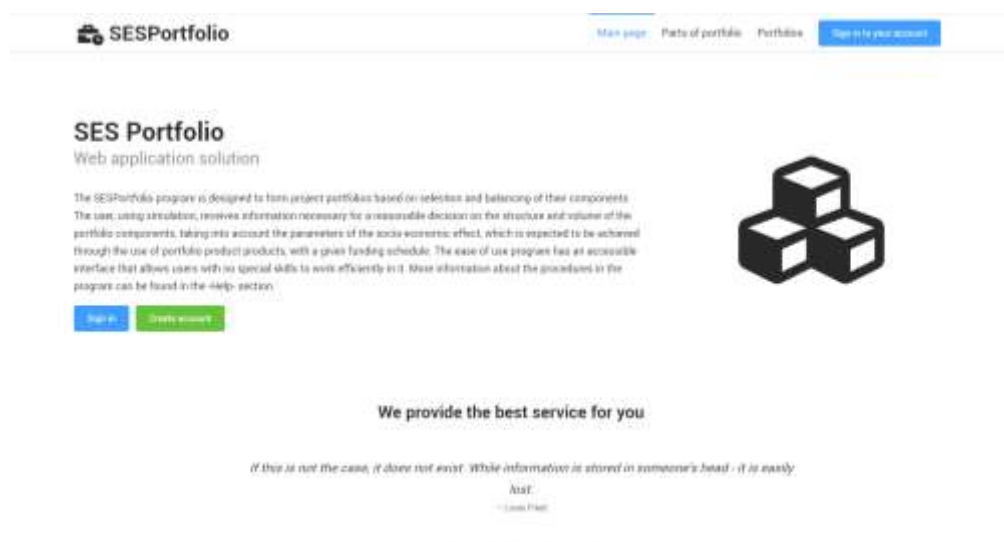 SESPortfolio
Main page Parts of portfolio Portfolios Sign in to your account
SES Portfolio
Web application solution
The SESPortfolio program is designed to form project portfolios based on selection and balancing of their components.
The user, using simulation, receives information necessary for a reasonable decision on the structure and volume of the
portfolio components, taking into account the parameters of the socio-economic effect, which is expected to be achieved
through the use of portfolio product products, with a given funding schedule. The ease of use program has an accessible
interface that allows users with no special skills to work efficiently in it. More information about the procedures in the
program can be found in the «Help» section.
Sign in Create account
We provide the best service for you
If this is not the case, it does not exist. While information is stored in someone's head - it is easily
lost.